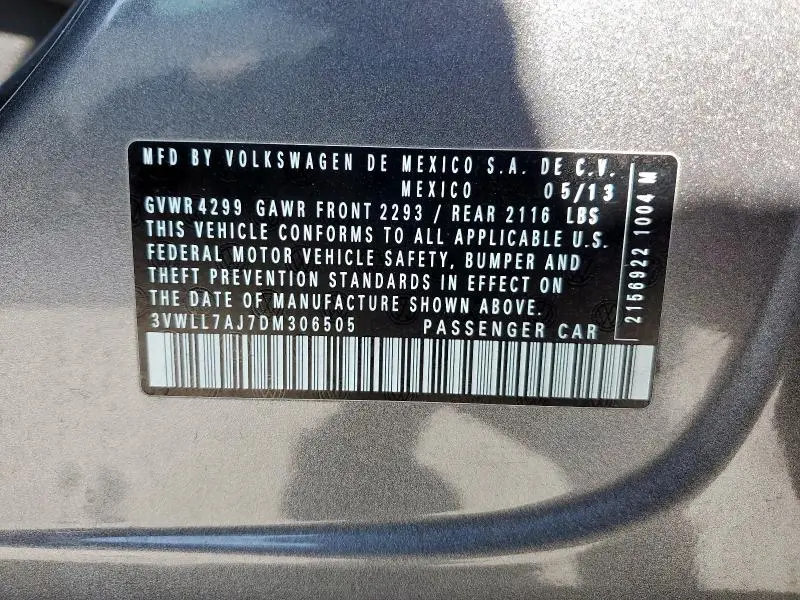 MFD BY VOLKSWAGEN DE MEXICO S.A. DE C.V.
MEXICO 05/13
GVWR 4299 GAWR FRONT 2293 / REAR 2116 LBS
THIS VEHICLE CONFORMS TO ALL APPLICABLE U.S.
FEDERAL MOTOR VEHICLE SAFETY, BUMPER AND
THEFT PREVENTION STANDARDS IN EFFECT ON
THE DATE OF MANUFACTURE SHOWN ABOVE.
3VWLL7AJ7DM306505 PASSENGER CAR
2156922 1004 M